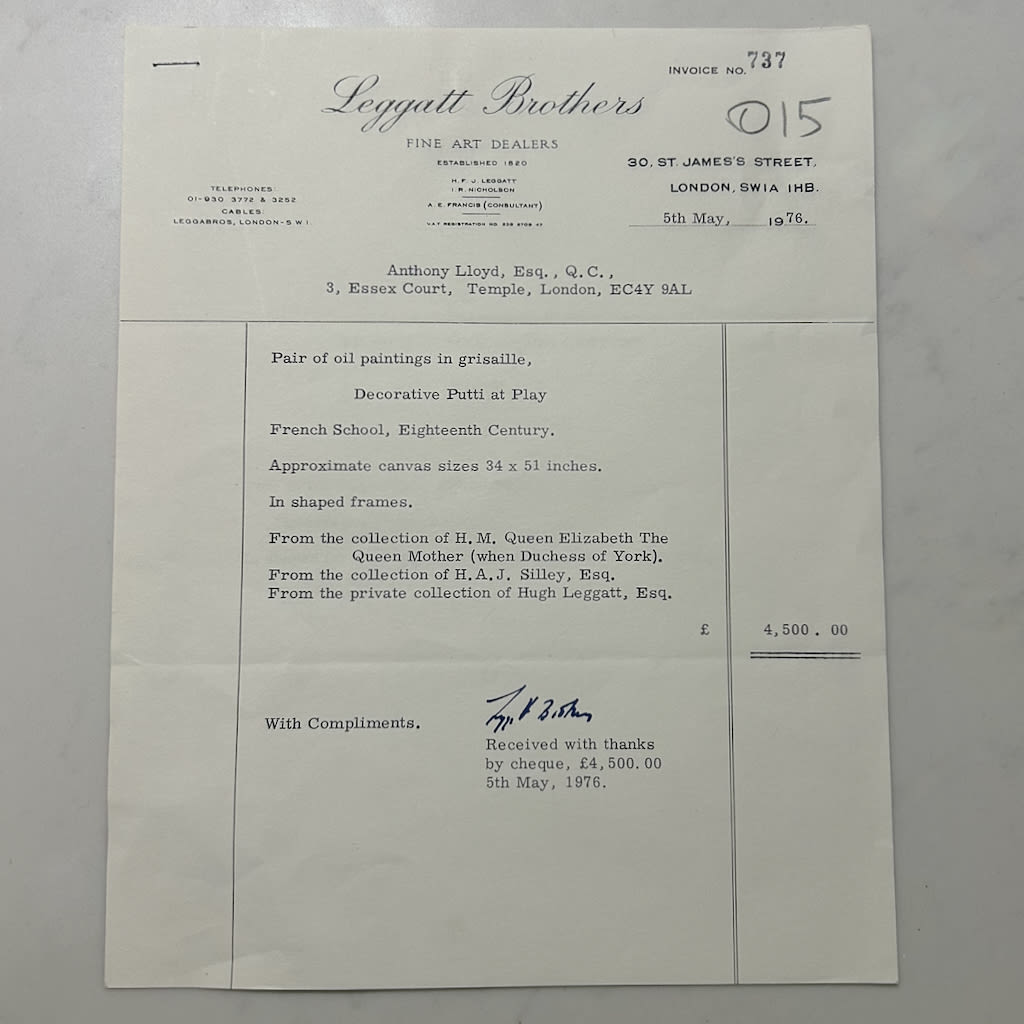 INVOICE NO. 737
Leggatt Brothers
015
FINE ART DEALERS
ESTABLISHED 1820
30, ST. JAMES'S STREET,
LONDON, SW1A 1HB.
H. F. J. LEGGATT
I. R. NICHOLSON
A. E. FRANCIS (CONSULTANT)
V.A.T REGISTRATION NO.
TELEPHONES:
01-930 3772 & 3252
CABLES:
LEGGABROS, LONDON-S W 1.
5th May, 1976.
Anthony Lloyd, Esq., Q.C.,
3, Essex Court, Temple, London, EC4Y 9AL
Pair of oil paintings in grisaille,
Decorative Putti at Play
French School, Eighteenth Century.
Approximate canvas sizes 34 x 51 inches.
In shaped frames.
From the collection of H.M. Queen Elizabeth The
Queen Mother (when Duchess of York).
From the collection of H.A.J. Silley, Esq.
From the private collection of Hugh Leggatt, Esq.
£ 4,500.00
With Compliments.
Leggatt Brothers
Received with thanks
by cheque, £4,500.00
5th May, 1976.